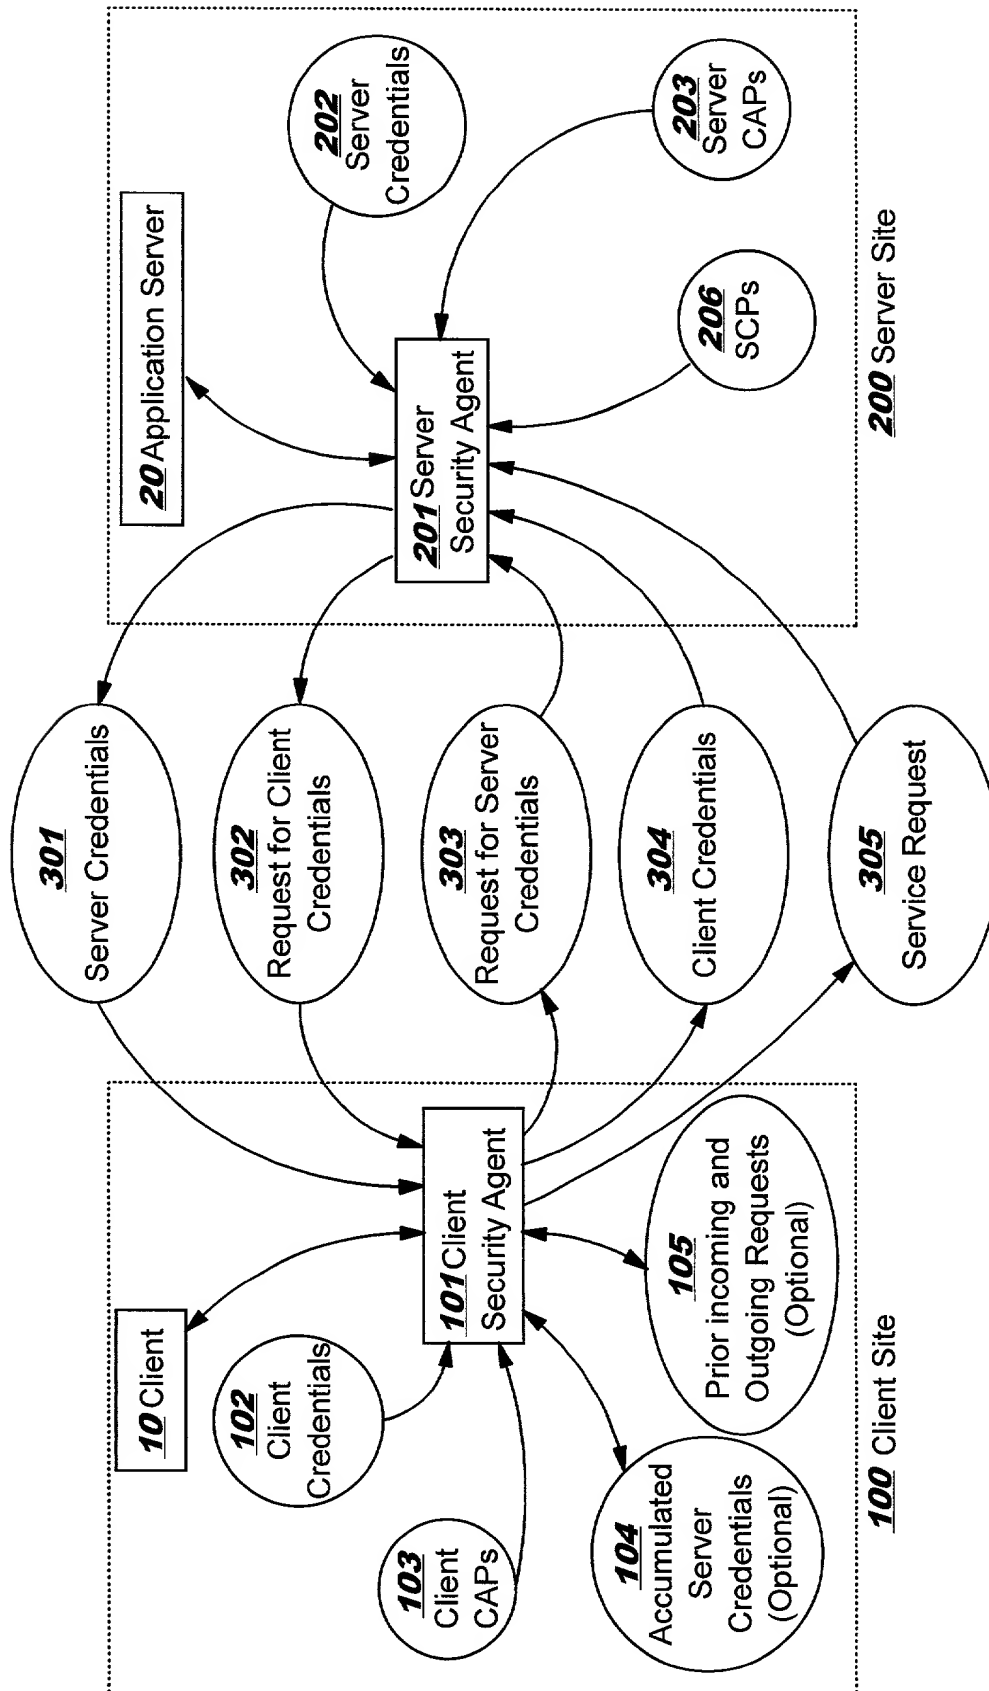 10 Client
102
Client
Credentials
103
Client
CAPs
101 Client
Security Agent
104
Accumulated
Server
Credentials
(Optional)
105
Prior incoming and
Outgoing Requests
(Optional)
100 Client Site
301
Server Credentials
302
Request for Client
Credentials
303
Request for Server
Credentials
304
Client Credentials
305
Service Request
20 Application Server
202
Server
Credentials
201 Server
Security Agent
203
Server
CAPs
206
SCPs
200 Server Site